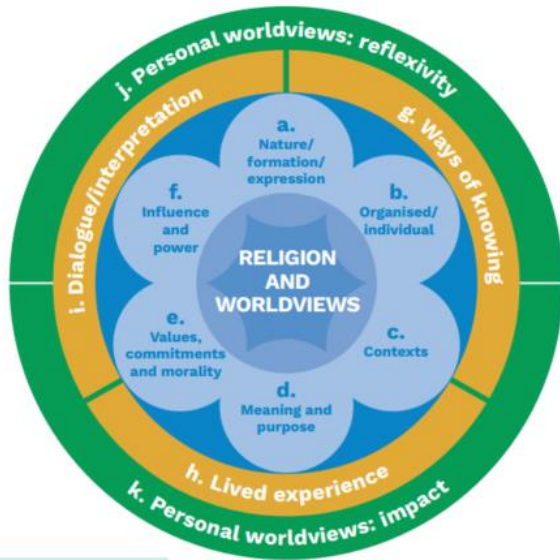 j. Personal worldviews: reflexivity
g. Ways of knowing
i. Dialogue/interpretation
a.
Nature/
formation/
expression
b.
Organised/
individual
c.
Contexts
d.
Meaning and
purpose
e.
Values,
commitments
and morality
f.
Influence
and
power
RELIGION
AND
WORLDVIEWS
h. Lived experience
k. Personal worldviews: impact